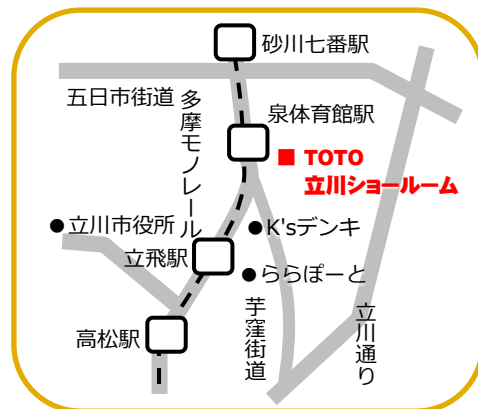 砂川七番駅
五日市街道
多摩モノレール
泉体育館駅
■ TOTO
立川ショールーム
●立川市役所
●K'sデンキ
立飛駅
●ららぽーと
芋窪街道
立川通り
高松駅